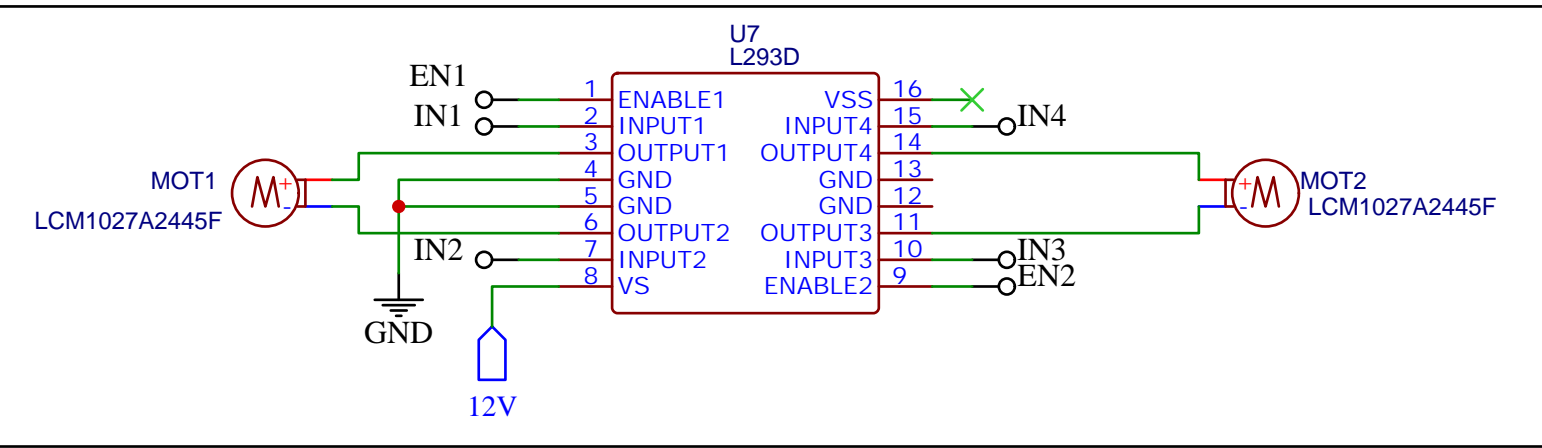 U7
L293D
EN1
1
ENABLE1
VSS
16
IN1
2
INPUT1
INPUT4
15
IN4
3
OUTPUT1
OUTPUT4
14
MOT1
LCM1027A2445F
M
+
-
4
GND
GND
13
5
GND
GND
12
+
-
M
MOT2
LCM1027A2445F
6
OUTPUT2
OUTPUT3
11
IN2
7
INPUT2
INPUT3
10
IN3
8
VS
ENABLE2
9
EN2
GND
12V